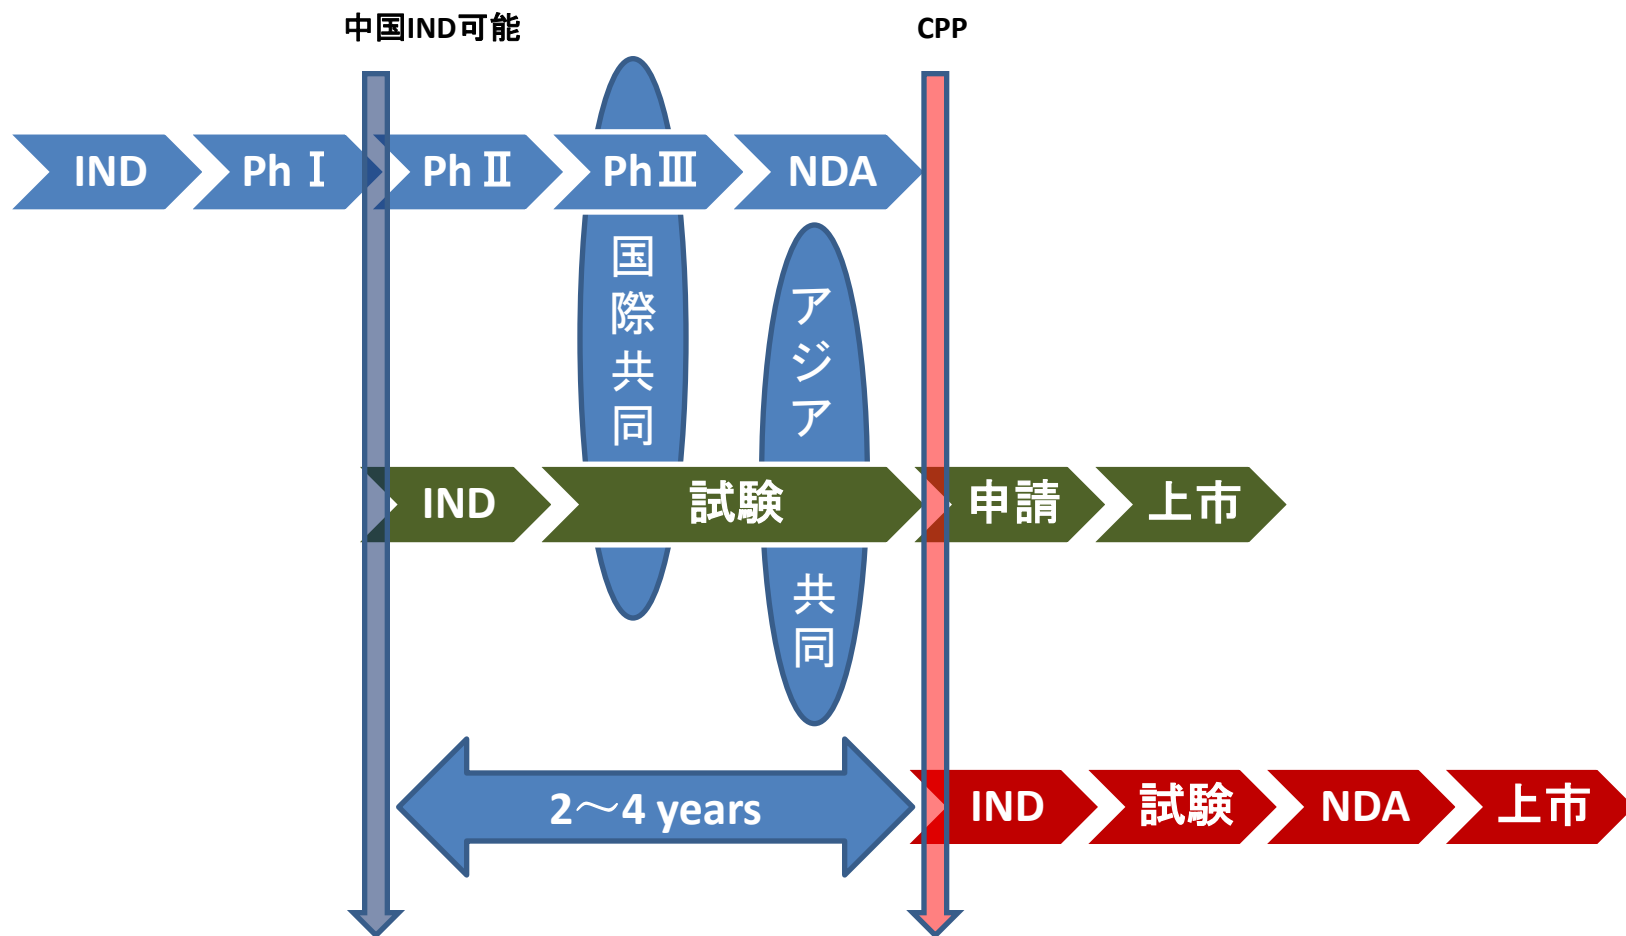 中国IND可能
CPP
IND
Ph Ⅰ
Ph Ⅱ
PhⅢ
NDA
国際共同
アジア共同
IND
試験
申請
上市
2～4 years
IND
試験
NDA
上市